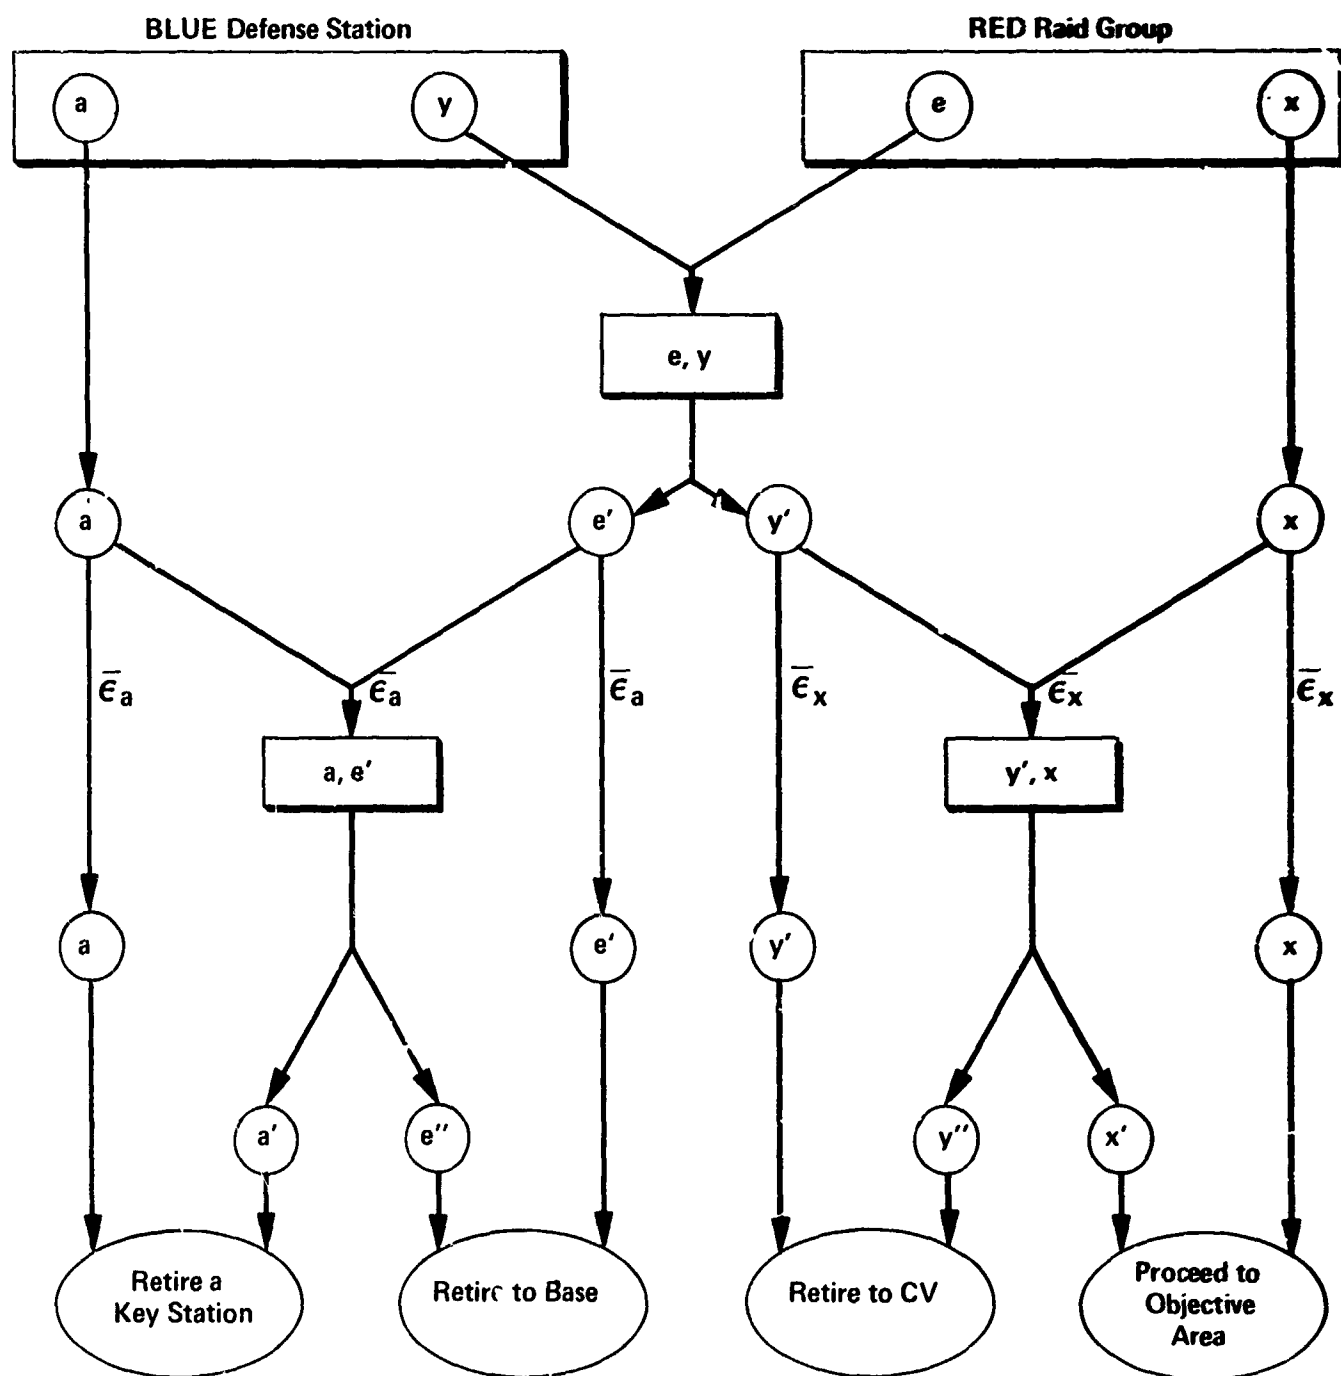 BLUE Defense Station
RED Raid Group
a
y
e
x
e, y
a
e'
y'
x
ϵ̅a
ϵ̅a
ϵ̅a
ϵ̅x
ϵ̅x
ϵ̅x
a, e'
y', x
a
e'
y'
x
a'
e''
y''
x'
Retire a
Key Station
Retire to Base
Retire to CV
Proceed to
Objective
Area